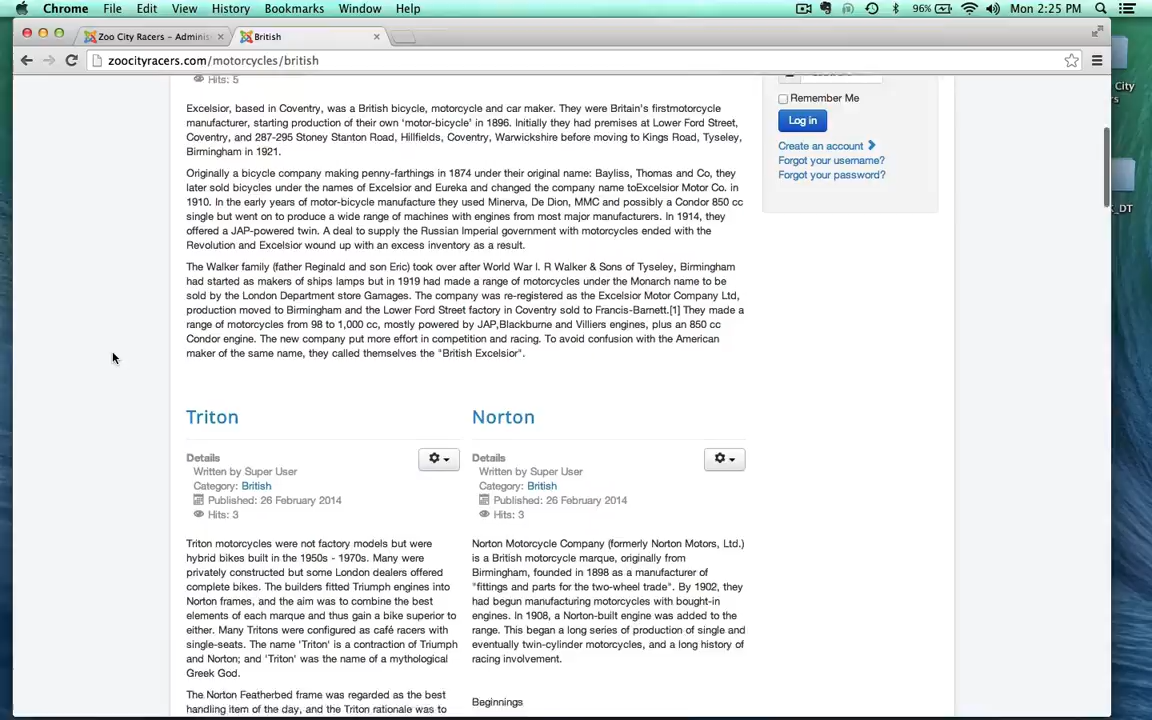 Chrome File Edit View History Bookmarks Window Help 96% Mon 2:25 PM
Zoo City Racers – Adminis
British
zoocityracers.com/motorcycles/british
Hits: 5
Remember Me
Log in
Create an account
Forgot your username?
Forgot your password?
Excelsior, based in Coventry, was a British bicycle, motorcycle and car maker. They were Britain's firstmotorcycle
manufacturer, starting production of their own 'motor-bicycle' in 1896. Initially they had premises at Lower Ford Street,
Coventry, and 287-295 Stoney Stanton Road, Hillfields, Coventry, Warwickshire before moving to Kings Road, Tyseley,
Birmingham in 1921.
Originally a bicycle company making penny-farthings in 1874 under their original name: Bayliss, Thomas and Co, they
later sold bicycles under the names of Excelsior and Eureka and changed the company name toExcelsior Motor Co. in
1910. In the early years of motor-bicycle manufacture they used Minerva, De Dion, MMC and possibly a Condor 850 cc
single but went on to produce a wide range of machines with engines from most major manufacturers. In 1914, they
offered a JAP-powered twin. A deal to supply the Russian Imperial government with motorcycles ended with the
Revolution and Excelsior wound up with an excess inventory as a result.
The Walker family (father Reginald and son Eric) took over after World War I. R Walker & Sons of Tyseley, Birmingham
had started as makers of ships lamps but in 1919 had made a range of motorcycles under the Monarch name to be
sold by the London Department store Gamages. The company was re-registered as the Excelsior Motor Company Ltd,
production moved to Birmingham and the Lower Ford Street factory in Coventry sold to Francis-Barnett.[1] They made a
range of motorcycles from 98 to 1,000 cc, mostly powered by JAP,Blackburne and Villiers engines, plus an 850 cc
Condor engine. The new company put more effort in competition and racing. To avoid confusion with the American
maker of the same name, they called themselves the "British Excelsior".
Triton
Details
Written by Super User
Category: British
Published: 26 February 2014
Hits: 3
Triton motorcycles were not factory models but were
hybrid bikes built in the 1950s - 1970s. Many were
privately constructed but some London dealers offered
complete bikes. The builders fitted Triumph engines into
Norton frames, and the aim was to combine the best
elements of each marque and thus gain a bike superior to
either. Many Tritons were configured as café racers with
single-seats. The name 'Triton' is a contraction of Triumph
and Norton; and 'Triton' was the name of a mythological
Greek God.
The Norton Featherbed frame was regarded as the best
handling item of the day, and the Triton rationale was to
Norton
Details
Written by Super User
Category: British
Published: 26 February 2014
Hits: 3
Norton Motorcycle Company (formerly Norton Motors, Ltd.)
is a British motorcycle marque, originally from
Birmingham, founded in 1898 as a manufacturer of
"fittings and parts for the two-wheel trade". By 1902, they
had begun manufacturing motorcycles with bought-in
engines. In 1908, a Norton-built engine was added to the
range. This began a long series of production of single and
eventually twin-cylinder motorcycles, and a long history of
racing involvement.
Beginnings
City
s
_DT